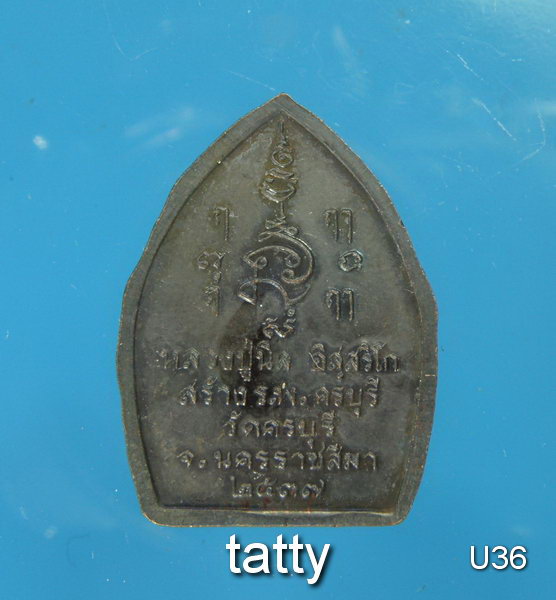 หลวงปู่นิล อิสฺสริโก
สร้าง รสง.ครบุรี
วัดครบุรี
จ.นครราชสีมา
๒๕๓๗
tatty
U36